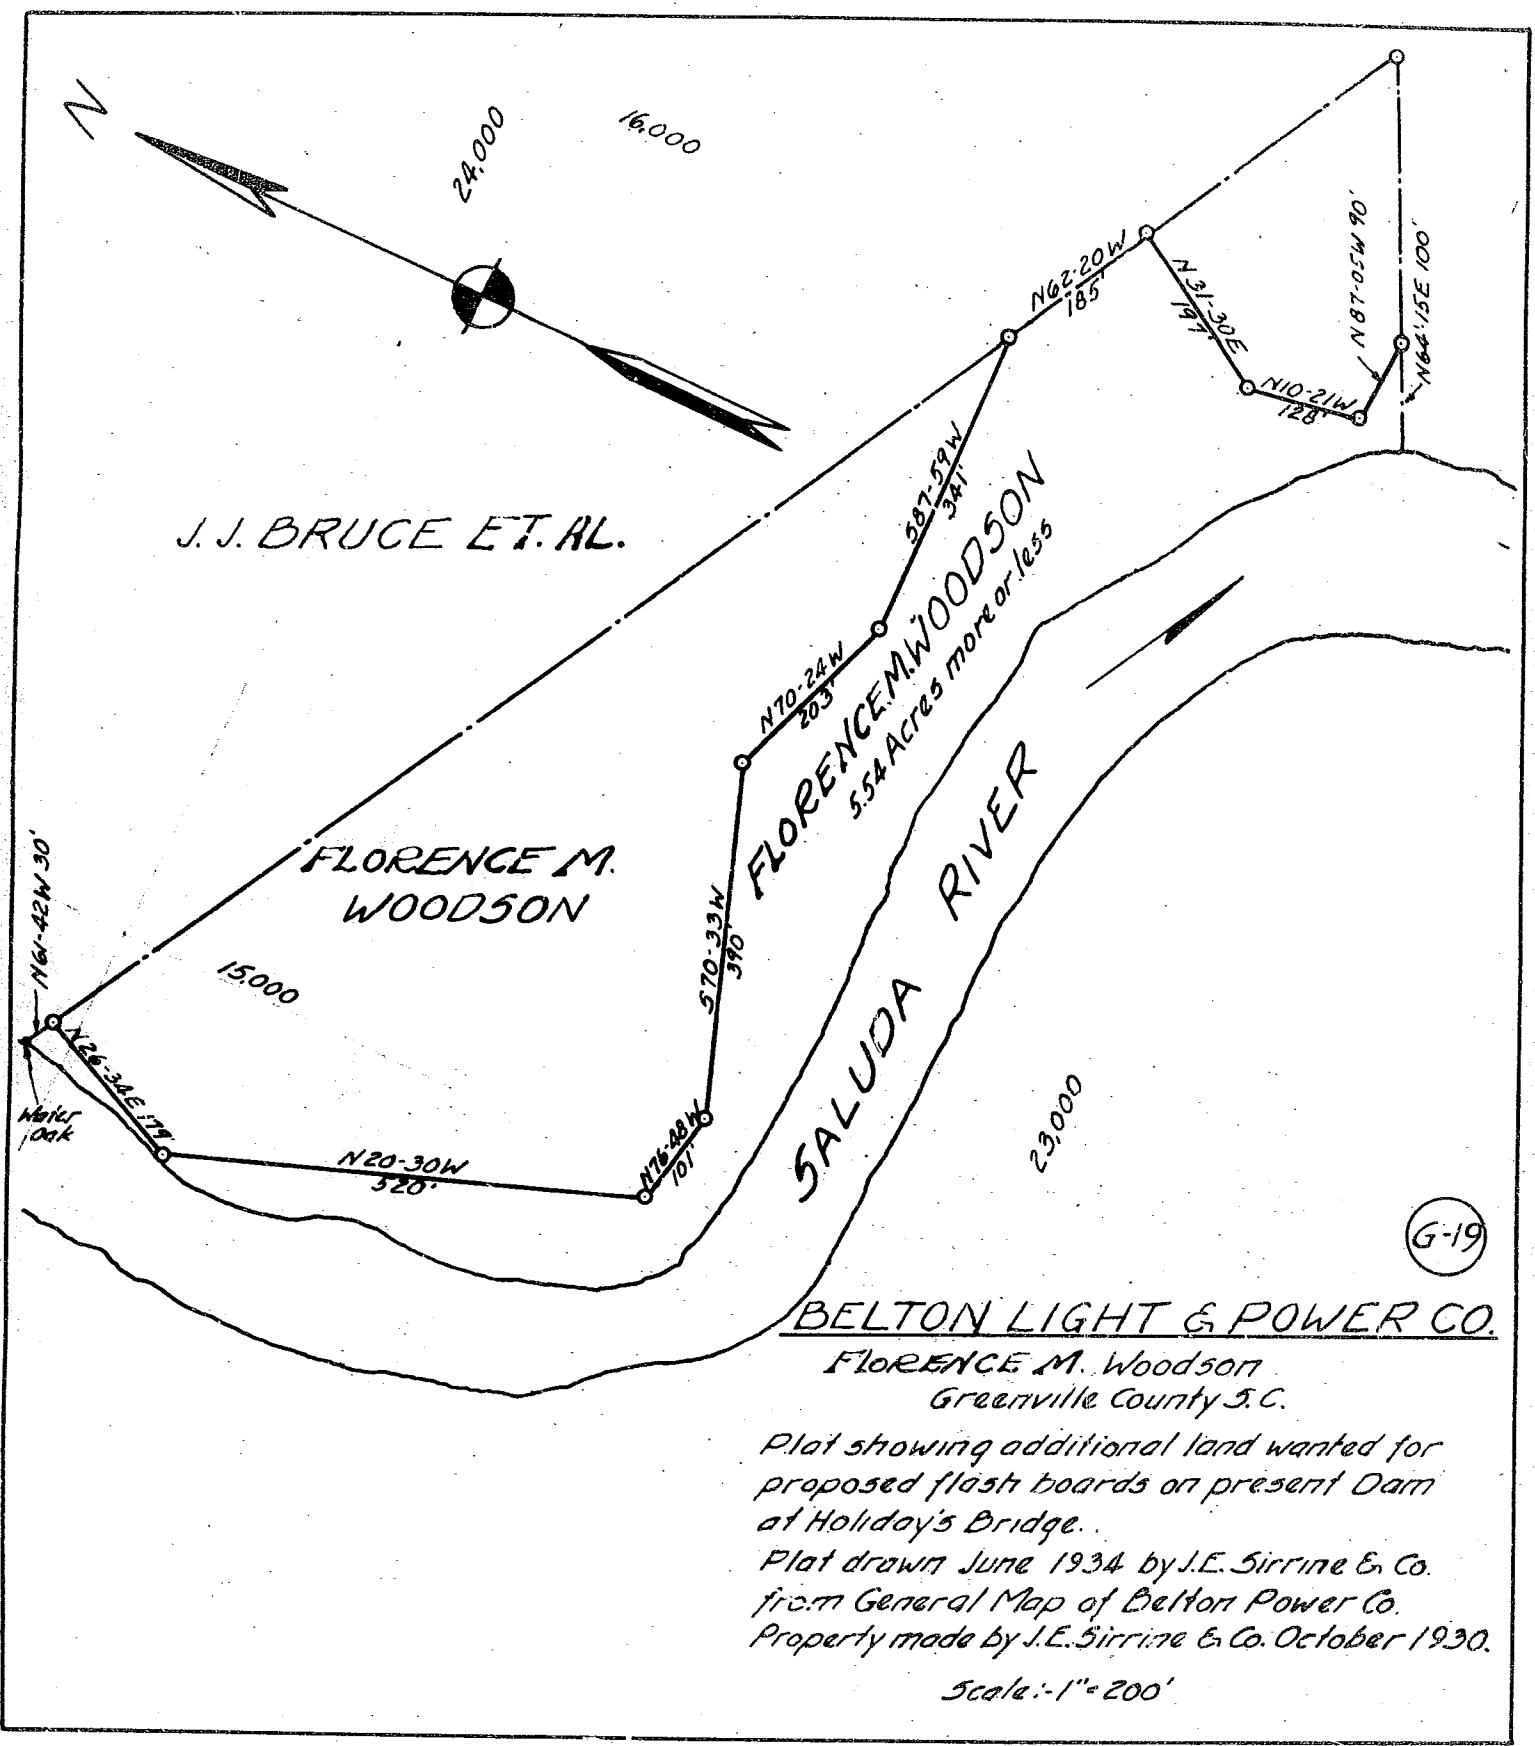 N
24,000
16,000
N62-20W
185'
N31-30E
197'
N10-21W
128'
N87-05W 90'
N64-15E 100'
J.J. BRUCE ET. AL.
S87-59W
341'
N70-24W
203'
FLORENCE M. WOODSON
5.54 Acres more or less
FLORENCE M.
WOODSON
S70-33W
390'
SALUDA RIVER
N61-42W 30'
15,000
N26-34E 179'
Water
Oak
N20-30W
520'
N76-48W
101'
23,000
G-19
BELTON LIGHT & POWER CO.
FLORENCE M. Woodson
Greenville County S.C.
Plat showing additional land wanted for
proposed flash boards on present Dam
at Holiday's Bridge.
Plat drawn June 1934 by J.E. Sirrine & Co.
from General Map of Belton Power Co.
Property made by J.E. Sirrine & Co. October 1930.
Scale:-1"=200'